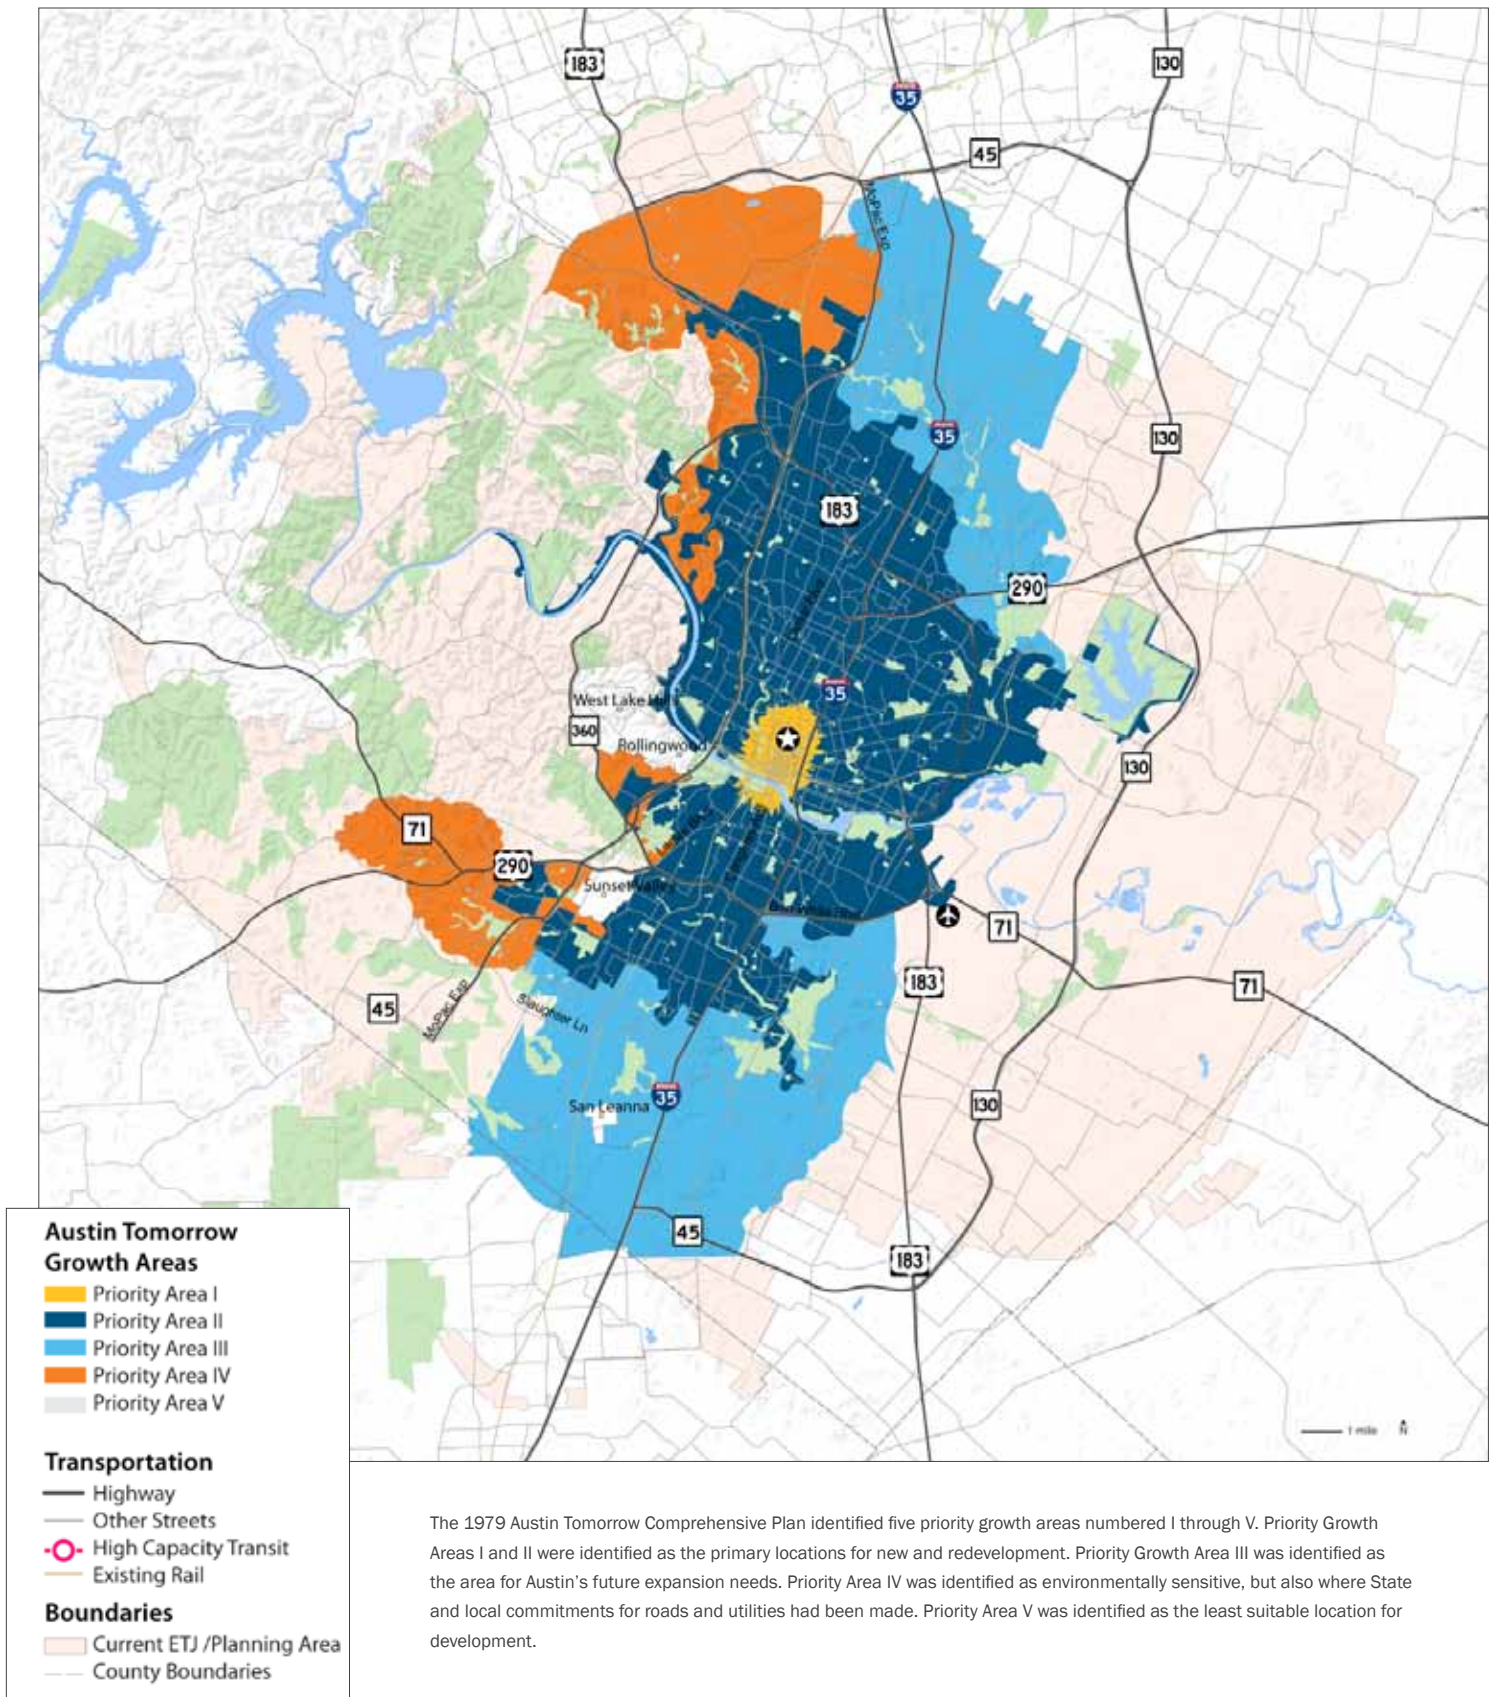 183
35
130
45
MoPac Exp
35
130
183
290
35
West Lake Hills
360
Rollingwood
130
71
290
Sunset Valley
71
183
71
45
MoPac Exp
Slaughter Ln
130
San Leanna
35
45
183
1 mile
N
Austin Tomorrow
Growth Areas
Priority Area I
Priority Area II
Priority Area III
Priority Area IV
Priority Area V
Transportation
Highway
Other Streets
High Capacity Transit
Existing Rail
Boundaries
Current ETJ /Planning Area
County Boundaries
The 1979 Austin Tomorrow Comprehensive Plan identified five priority growth areas numbered I through V. Priority Growth
Areas I and II were identified as the primary locations for new and redevelopment. Priority Growth Area III was identified as
the area for Austin's future expansion needs. Priority Area IV was identified as environmentally sensitive, but also where State
and local commitments for roads and utilities had been made. Priority Area V was identified as the least suitable location for
development.